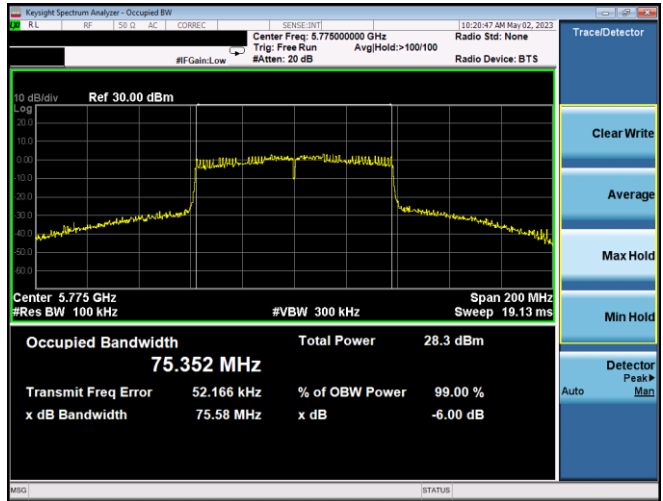 Keysight Spectrum Analyzer - Occupied BW
RL RF 50 Ω AC CORREC SENSE:INT 10:20:47 AM May 02, 2023
Center Freq: 5.775000000 GHz Radio Std: None
Trig: Free Run Avg|Hold:>100/100
#IFGain:Low #Atten: 20 dB Radio Device: BTS
Trace/Detector
10 dB/div Ref 30.00 dBm
Log
20.0
10.0
0.00
-10.0
-20.0
-30.0
-40.0
-50.0
-60.0
Center 5.775 GHz Span 200 MHz
#Res BW 100 kHz #VBW 300 kHz Sweep 19.13 ms
Occupied Bandwidth Total Power 28.3 dBm
75.352 MHz
Transmit Freq Error 52.166 kHz % of OBW Power 99.00 %
x dB Bandwidth 75.58 MHz x dB -6.00 dB
Clear Write
Average
Max Hold
Min Hold
Detector
Peak▶
Auto Man
MSG STATUS